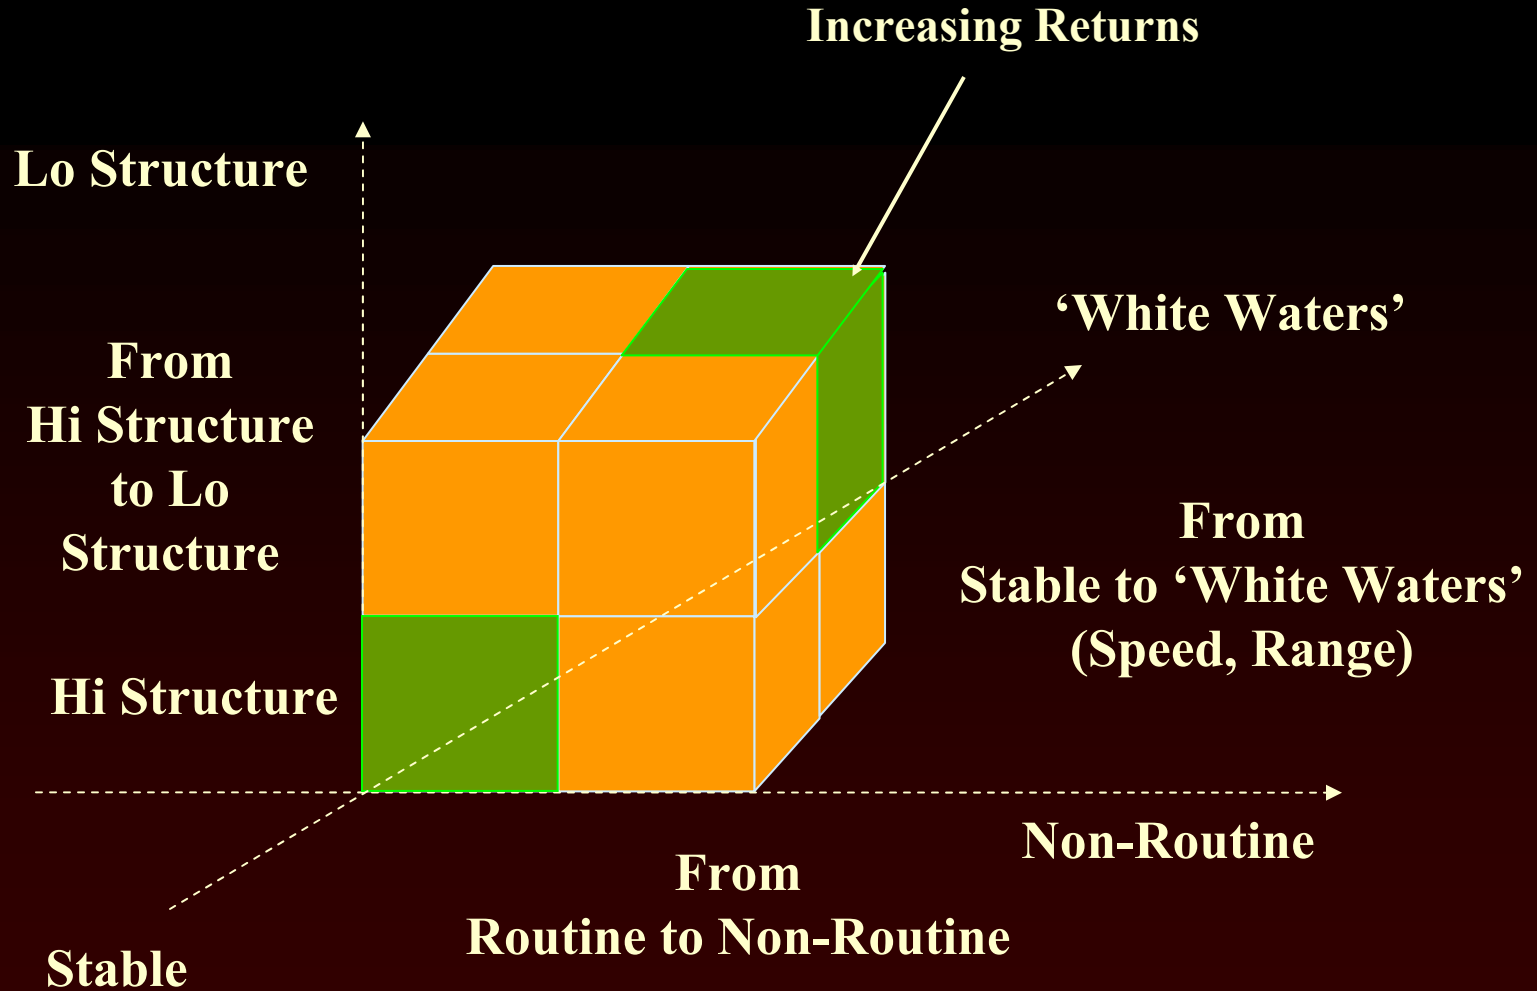 Increasing Returns
Lo Structure
‘White Waters’
From
Hi Structure
to Lo
Structure
From
Stable to ‘White Waters’
(Speed, Range)
Hi Structure
Non-Routine
From
Routine to Non-Routine
Stable